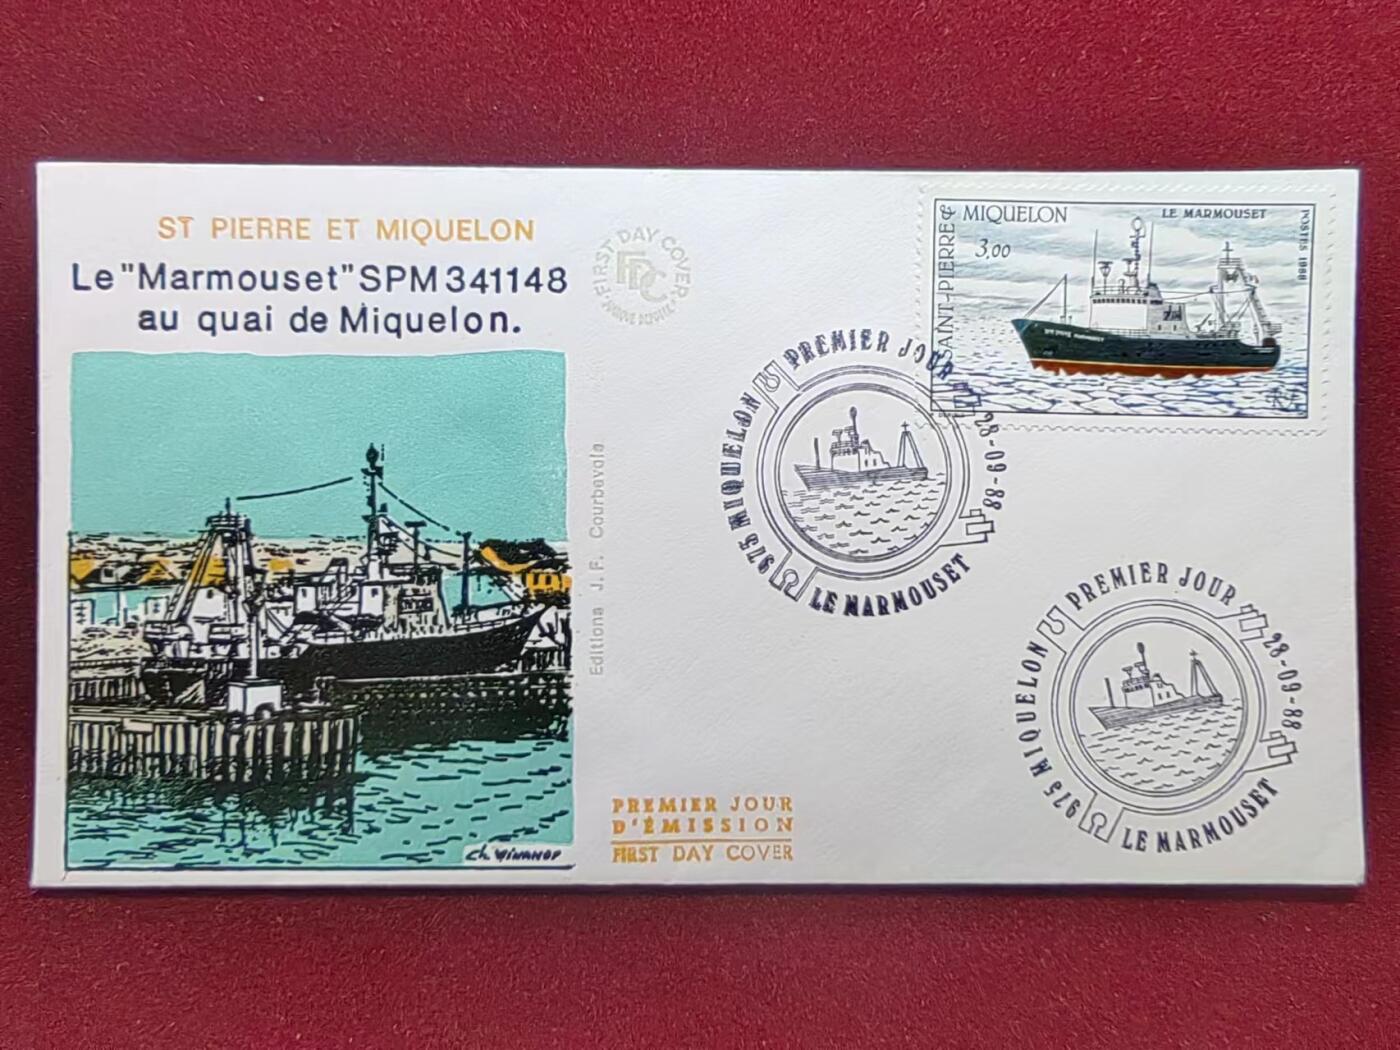 ST PIERRE ET MIQUELON
Le "Marmouset" SPM 341148
au quai de Miquelon.
FIRST DAY COVER
FDC
Editions J. F. Courbevoie
PREMIER JOUR
D'ÉMISSION
FIRST DAY COVER
SAINT-PIERRE & MIQUELON
LE MARMOUSET
POSTES 1988
3,00
PREMIER JOUR
28-09-88
LE MARMOUSET
975 MIQUELON
PREMIER JOUR
28-09-88
LE MARMOUSET
975 MIQUELON